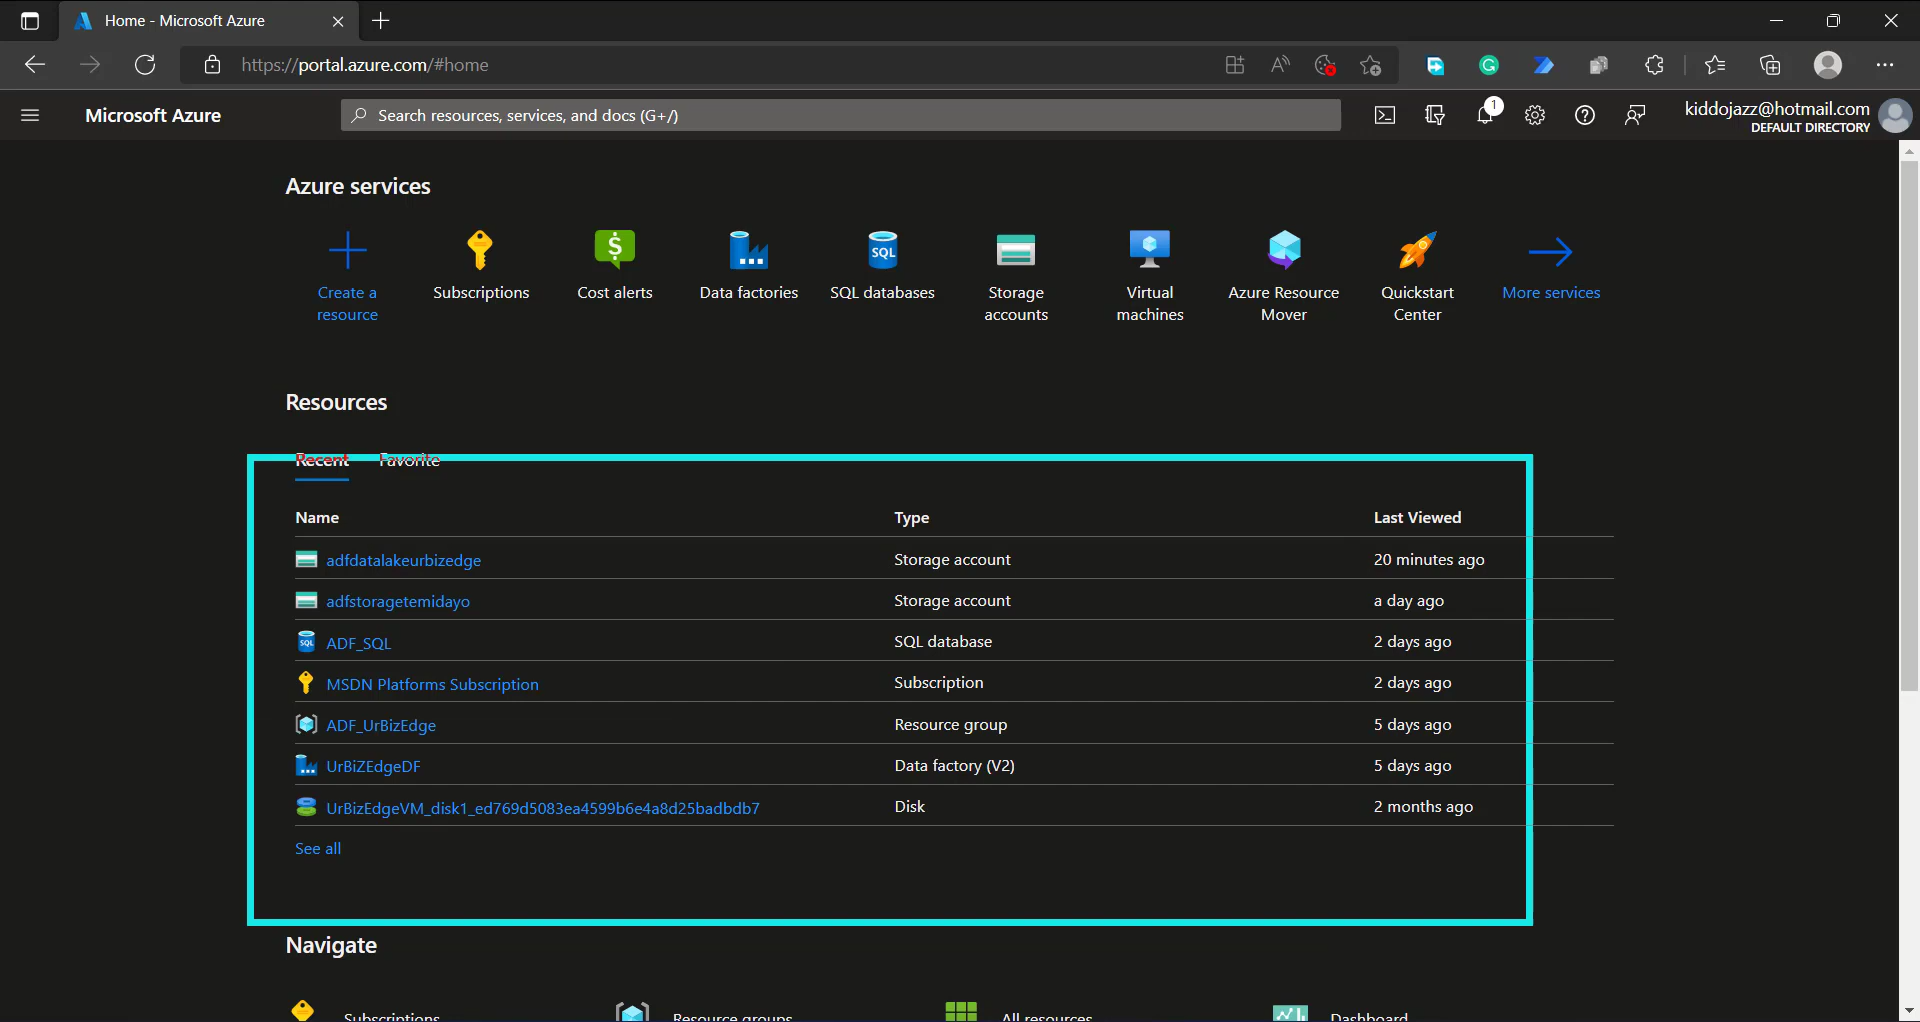 Home - Microsoft Azure
https://portal.azure.com/#home
Microsoft Azure
Search resources, services, and docs (G+/)
1
kiddojazz@hotmail.com
DEFAULT DIRECTORY
Azure services
Create a resource
Subscriptions
Cost alerts
Data factories
SQL
SQL databases
Storage accounts
Virtual machines
Azure Resource Mover
Quickstart Center
More services
Resources
Recent Favorite
Name Type Last Viewed
adfdatalakeurbizedge Storage account 20 minutes ago
adfstoragetemidayo Storage account a day ago
SQL ADF_SQL SQL database 2 days ago
MSDN Platforms Subscription Subscription 2 days ago
ADF_UrBizEdge Resource group 5 days ago
UrBiZEdgeDF Data factory (V2) 5 days ago
UrBizEdgeVM_disk1_ed769d5083ea4599b6e4a8d25badbdb7 Disk 2 months ago
See all
Navigate
Subscriptions Resource groups All resources Dashboard